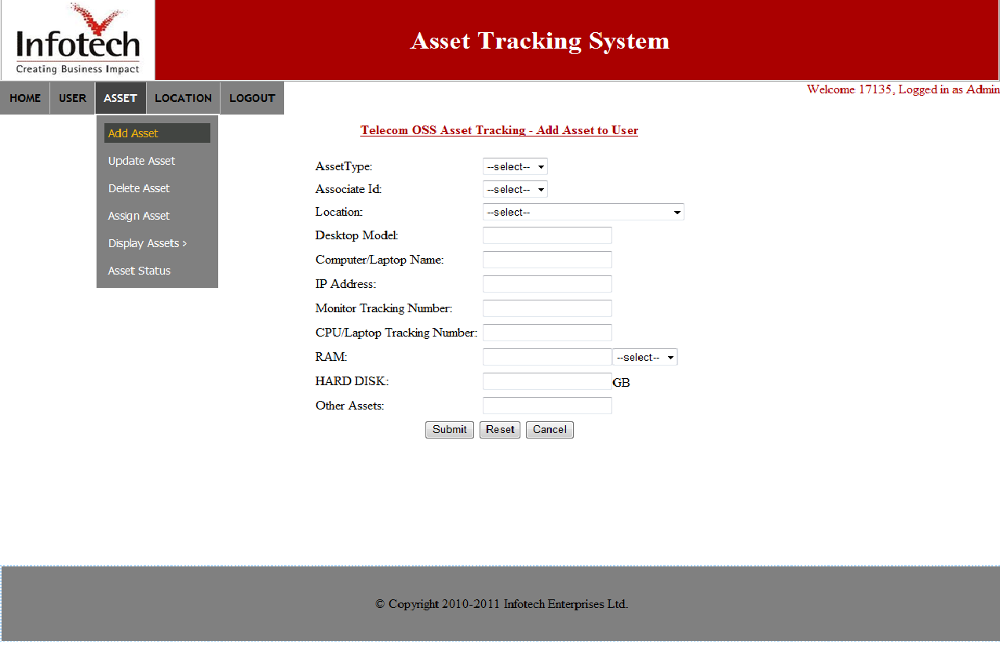 Infotech
Creating Business Impact
Asset Tracking System
HOME USER ASSET LOCATION LOGOUT
Welcome 17135, Logged in as Admin
Add Asset
Update Asset
Delete Asset
Assign Asset
Display Assets >
Asset Status
Telecom OSS Asset Tracking - Add Asset to User
AssetType: --select--
Associate Id: --select--
Location: --select--
Desktop Model:
Computer/Laptop Name:
IP Address:
Monitor Tracking Number:
CPU/Laptop Tracking Number:
RAM: --select--
HARD DISK: GB
Other Assets:
Submit Reset Cancel
© Copyright 2010-2011 Infotech Enterprises Ltd.